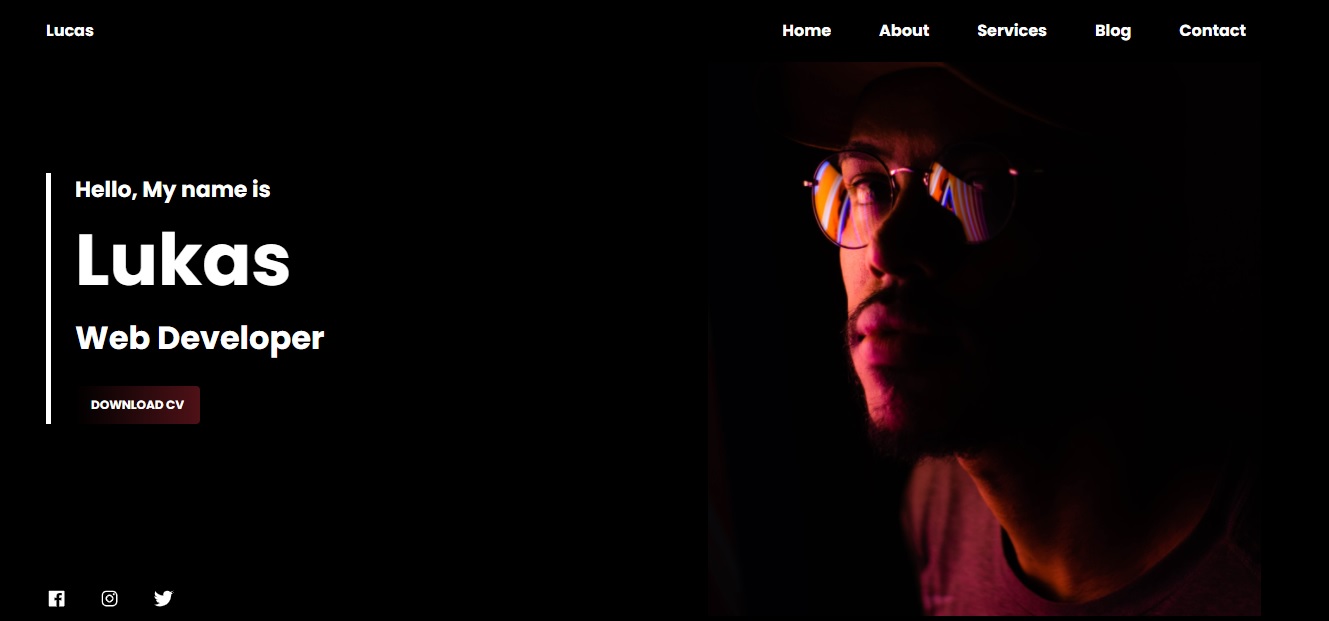 Lucas
Home About Services Blog Contact
Hello, My name is
Lukas
Web Developer
DOWNLOAD CV